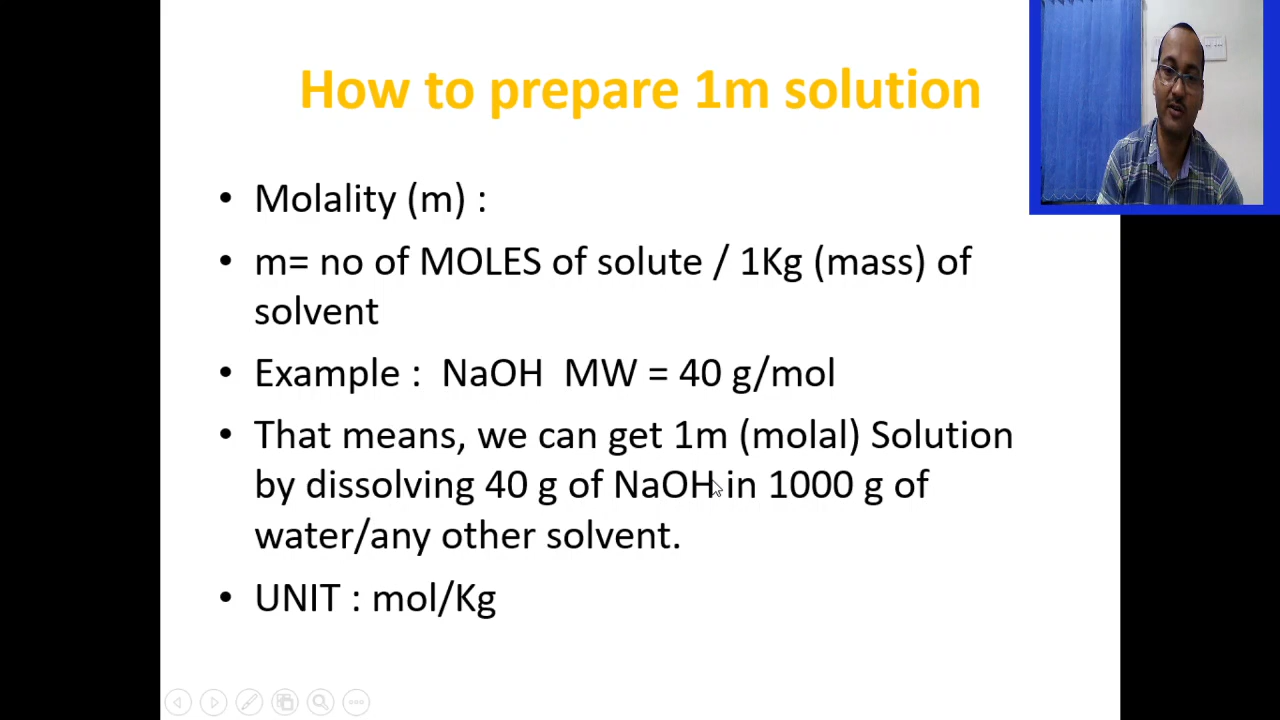 How to prepare 1m solution
• Molality (m) :
• m= no of MOLES of solute / 1Kg (mass) of
solvent
• Example :  NaOH  MW = 40 g/mol
• That means, we can get 1m (molal) Solution
by dissolving 40 g of NaOH in 1000 g of
water/any other solvent.
• UNIT : mol/Kg